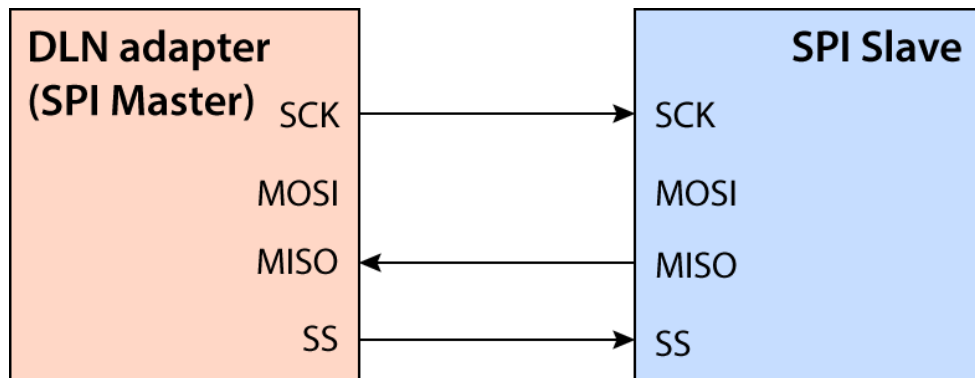 DLN adapter
(SPI Master)
SCK
MOSI
MISO
SS
SPI Slave
SCK
MOSI
MISO
SS